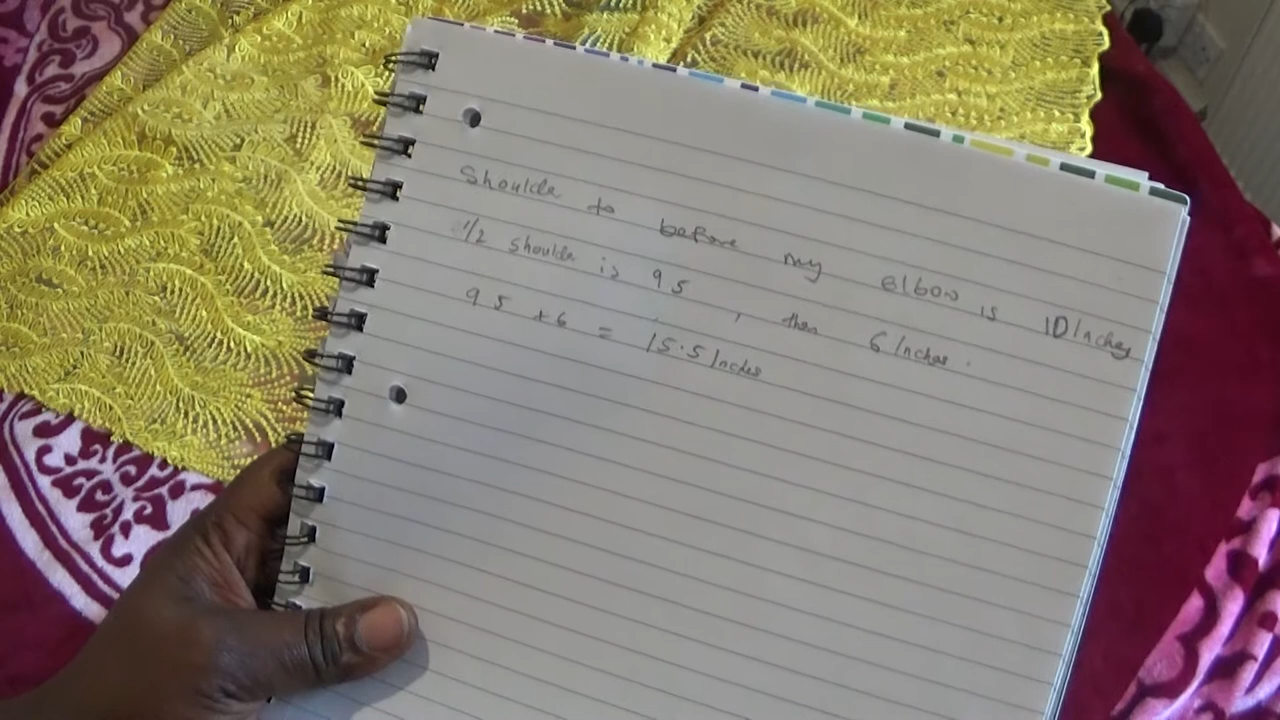 Shoulde to before my elbow is 10 Inches
1/2 shoulde is 9 5 , then 6 Inches.
9 5 + 6 = 15.5 Inches